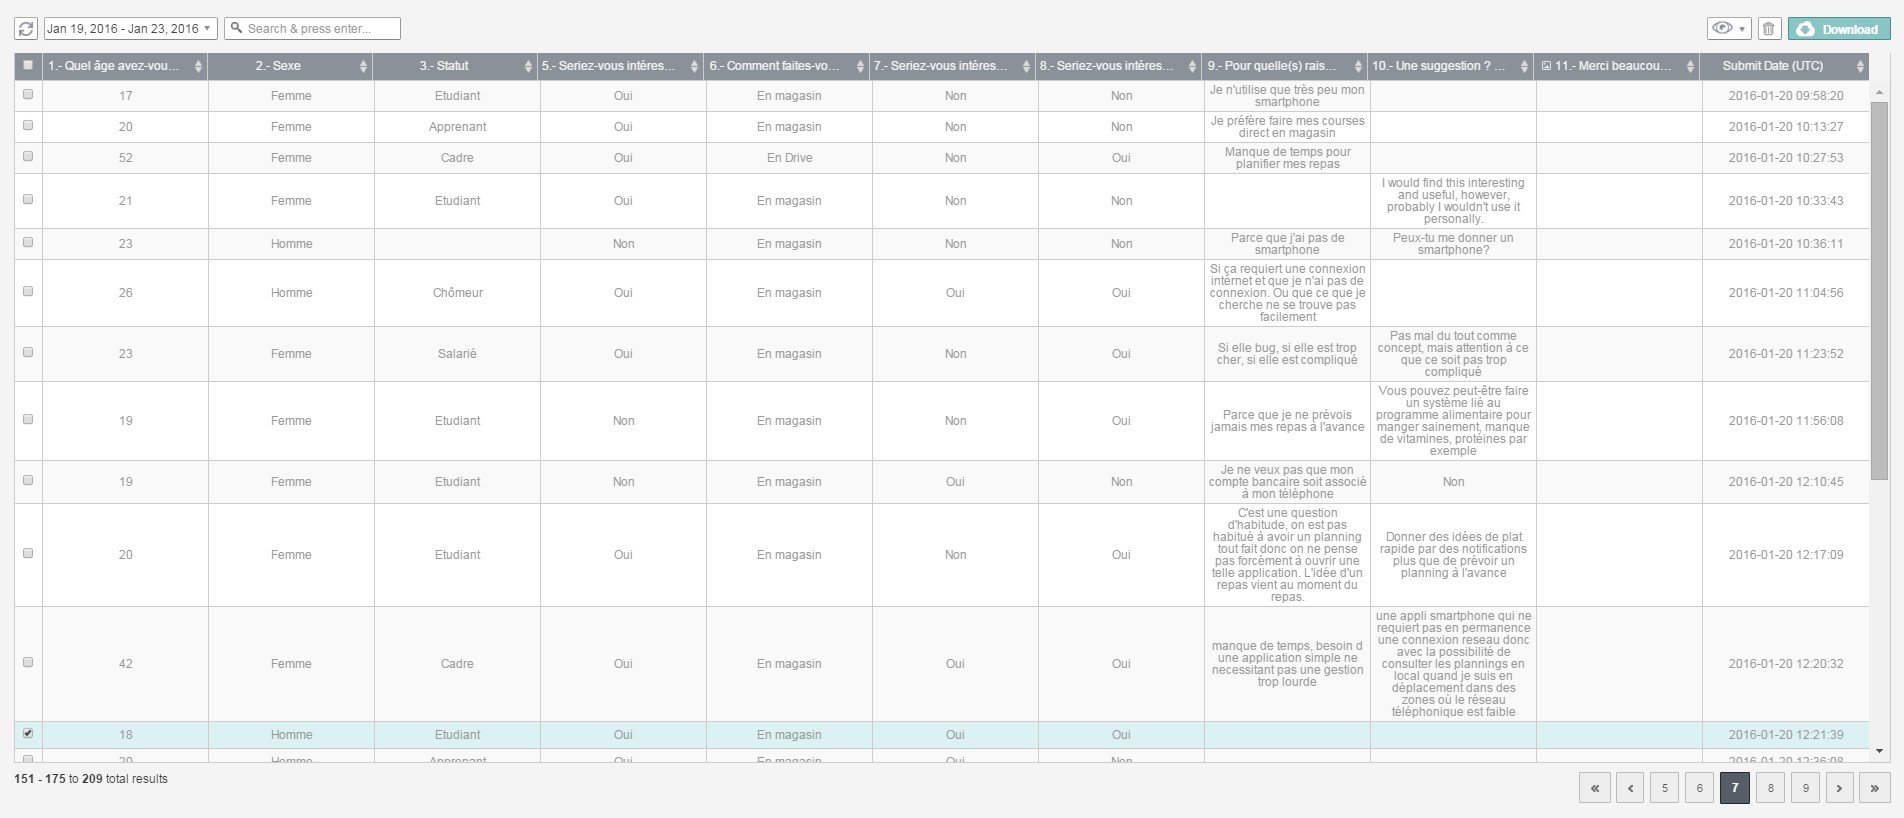 Jan 19, 2016 - Jan 23, 2016 Search & press enter... Download
1.- Quel âge avez-vou... 2.- Sexe 3.- Statut 5.- Seriez-vous intéres... 6.- Comment faites-vo... 7.- Seriez-vous intéres... 8.- Seriez-vous intéres... 9.- Pour quelle(s) rais... 10.- Une suggestion ? ... 11.- Merci beaucou... Submit Date (UTC)
17 Femme Etudiant Oui En magasin Non Non Je n'utilise que très peu mon
smartphone 2016-01-20 09:58:20
20 Femme Apprenant Oui En magasin Non Non Je préfère faire mes courses
direct en magasin 2016-01-20 10:13:27
52 Femme Cadre Oui En Drive Non Oui Manque de temps pour
planifier mes repas 2016-01-20 10:27:53
21 Femme Etudiant Oui En magasin Non Non I would find this interesting
and useful, however,
probably I wouldn't use it
personally. 2016-01-20 10:33:43
23 Homme Non En magasin Non Non Parce que j'ai pas de
smartphone Peux-tu me donner un
smartphone? 2016-01-20 10:36:11
26 Homme Chômeur Oui En magasin Oui Oui Si ça requiert une connexion
internet et que je n'ai pas de
connexion. Ou que ce que je
cherche ne se trouve pas
facilement 2016-01-20 11:04:56
23 Femme Salarié Oui En magasin Non Oui Si elle bug, si elle est trop
cher, si elle est compliqué Pas mal du tout comme
concept, mais attention à ce
que ce soit pas trop
compliqué 2016-01-20 11:23:52
19 Femme Etudiant Non En magasin Non Oui Parce que je ne prévois
jamais mes repas à l'avance Vous pouvez peut-être faire
un système lié au
programme alimentaire pour
manger sainement, manque
de vitamines, protéines par
exemple 2016-01-20 11:56:08
19 Femme Etudiant Non En magasin Oui Non Je ne veux pas que mon
compte bancaire soit associé
à mon téléphone Non 2016-01-20 12:10:45
20 Femme Etudiant Oui En magasin Non Oui C'est une question
d'habitude, on est pas
habitué à avoir un planning
tout fait donc on ne pense
pas forcément à ouvrir une
telle application. L'idée d'un
repas vient au moment du
repas. Donner des idées de plat
rapide par des notifications
plus que de prévoir un
planning à l'avance 2016-01-20 12:17:09
42 Femme Cadre Oui En magasin Oui Oui manque de temps, besoin d
une application simple ne
necessitant pas une gestion
trop lourde une appli smartphone qui ne
requiert pas en permanence
une connexion reseau donc
avec la possibilité de
consulter les plannings en
local quand je suis en
déplacement dans des
zones où le réseau
téléphonique est faible 2016-01-20 12:20:32
18 Homme Etudiant Oui En magasin Oui Oui 2016-01-20 12:21:39
20 Homme Apprenant Oui En magasin Oui Non 2016-01-20 12:36:08
151 - 175 to 209 total results « ‹ 5 6 7 8 9 › »